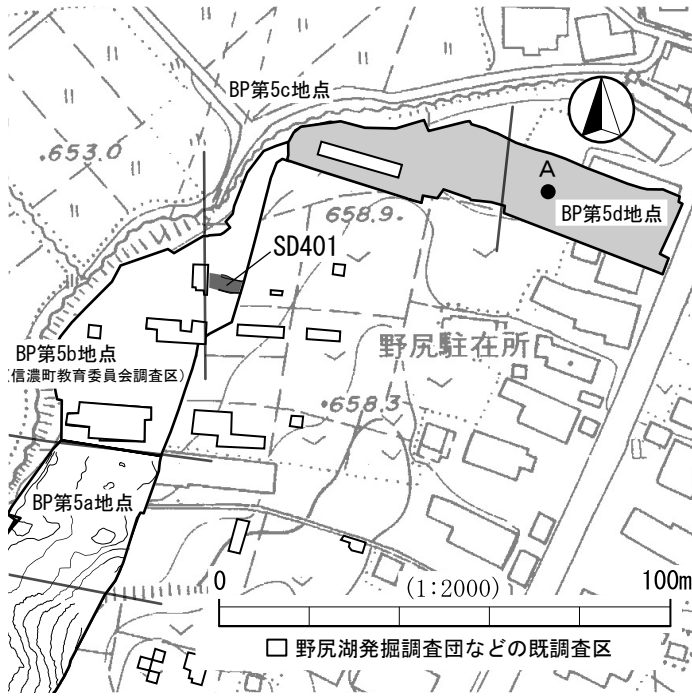 BP第5c地点
653.0
A
BP第5d地点
658.9
SD401
BP第5b地点
信濃町教育委員会調査区)
野尻駐在所
658.3
BP第5a地点
0
(1:2000)
100m
野尻湖発掘調査団などの既調査区